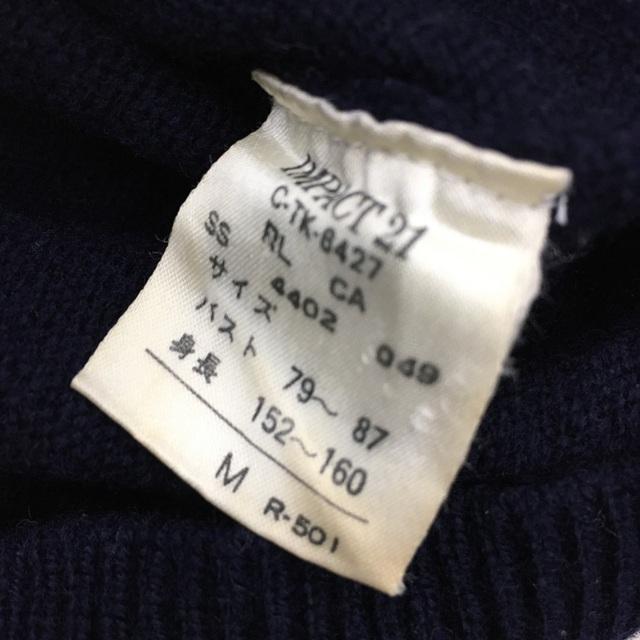 IMPACT 21
C-TK-6427
SS RL CA
サイズ 4402 049
バスト 79〜 87
身長 152〜160
M R-501